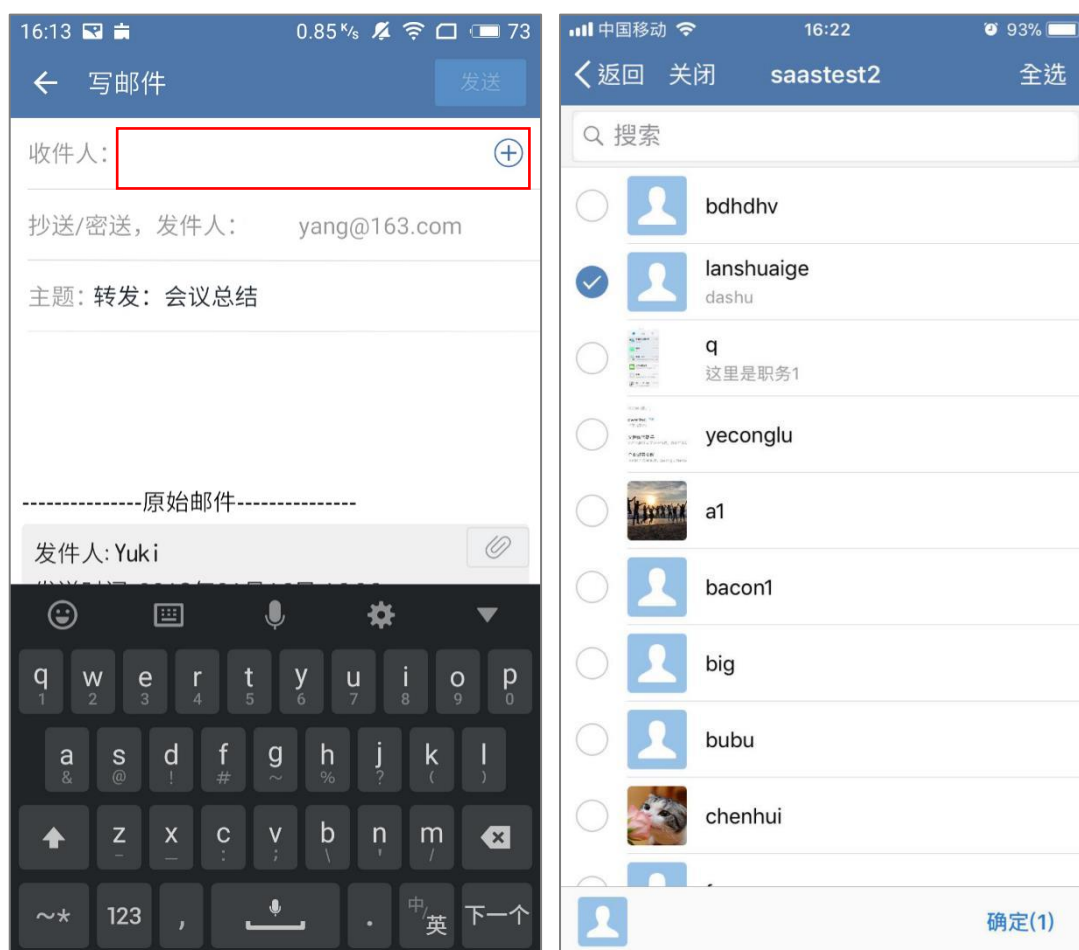 16:13 0.85 K/s 73
写邮件 发送
收件人：
抄送/密送，发件人： yang@163.com
主题：转发：会议总结
---------------原始邮件---------------
发件人: Yuki
q w e r t y u i o p
1 2 3 4 5 6 7 8 9 0
a s d f g h j k l
& @ ! # ~ % ? ( )
z x c v b n m
- _ : ; \ ' /
~* 123 , . 中/英 下一个
中国移动 16:22 93%
返回 关闭 saastest2 全选
搜索
bdhdhv
lanshuaige
dashu
q
这里是职务1
yeconglu
a1
bacon1
big
bubu
chenhui
确定(1)